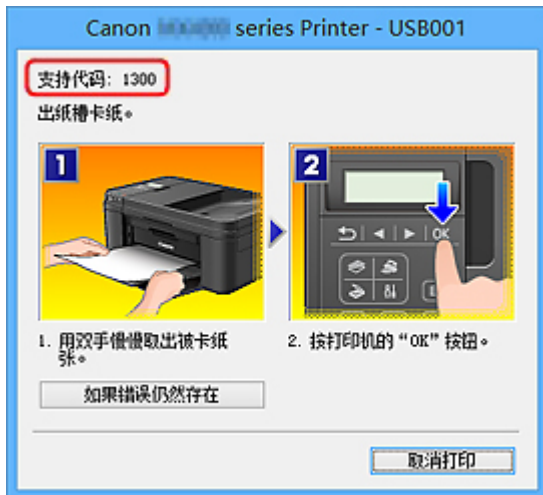 Canon series Printer - USB001
支持代码: 1300
出纸槽卡纸。
1
2
OK
1. 用双手慢慢取出被卡纸
张。
2. 按打印机的“OK”按钮。
如果错误仍然存在
取消打印